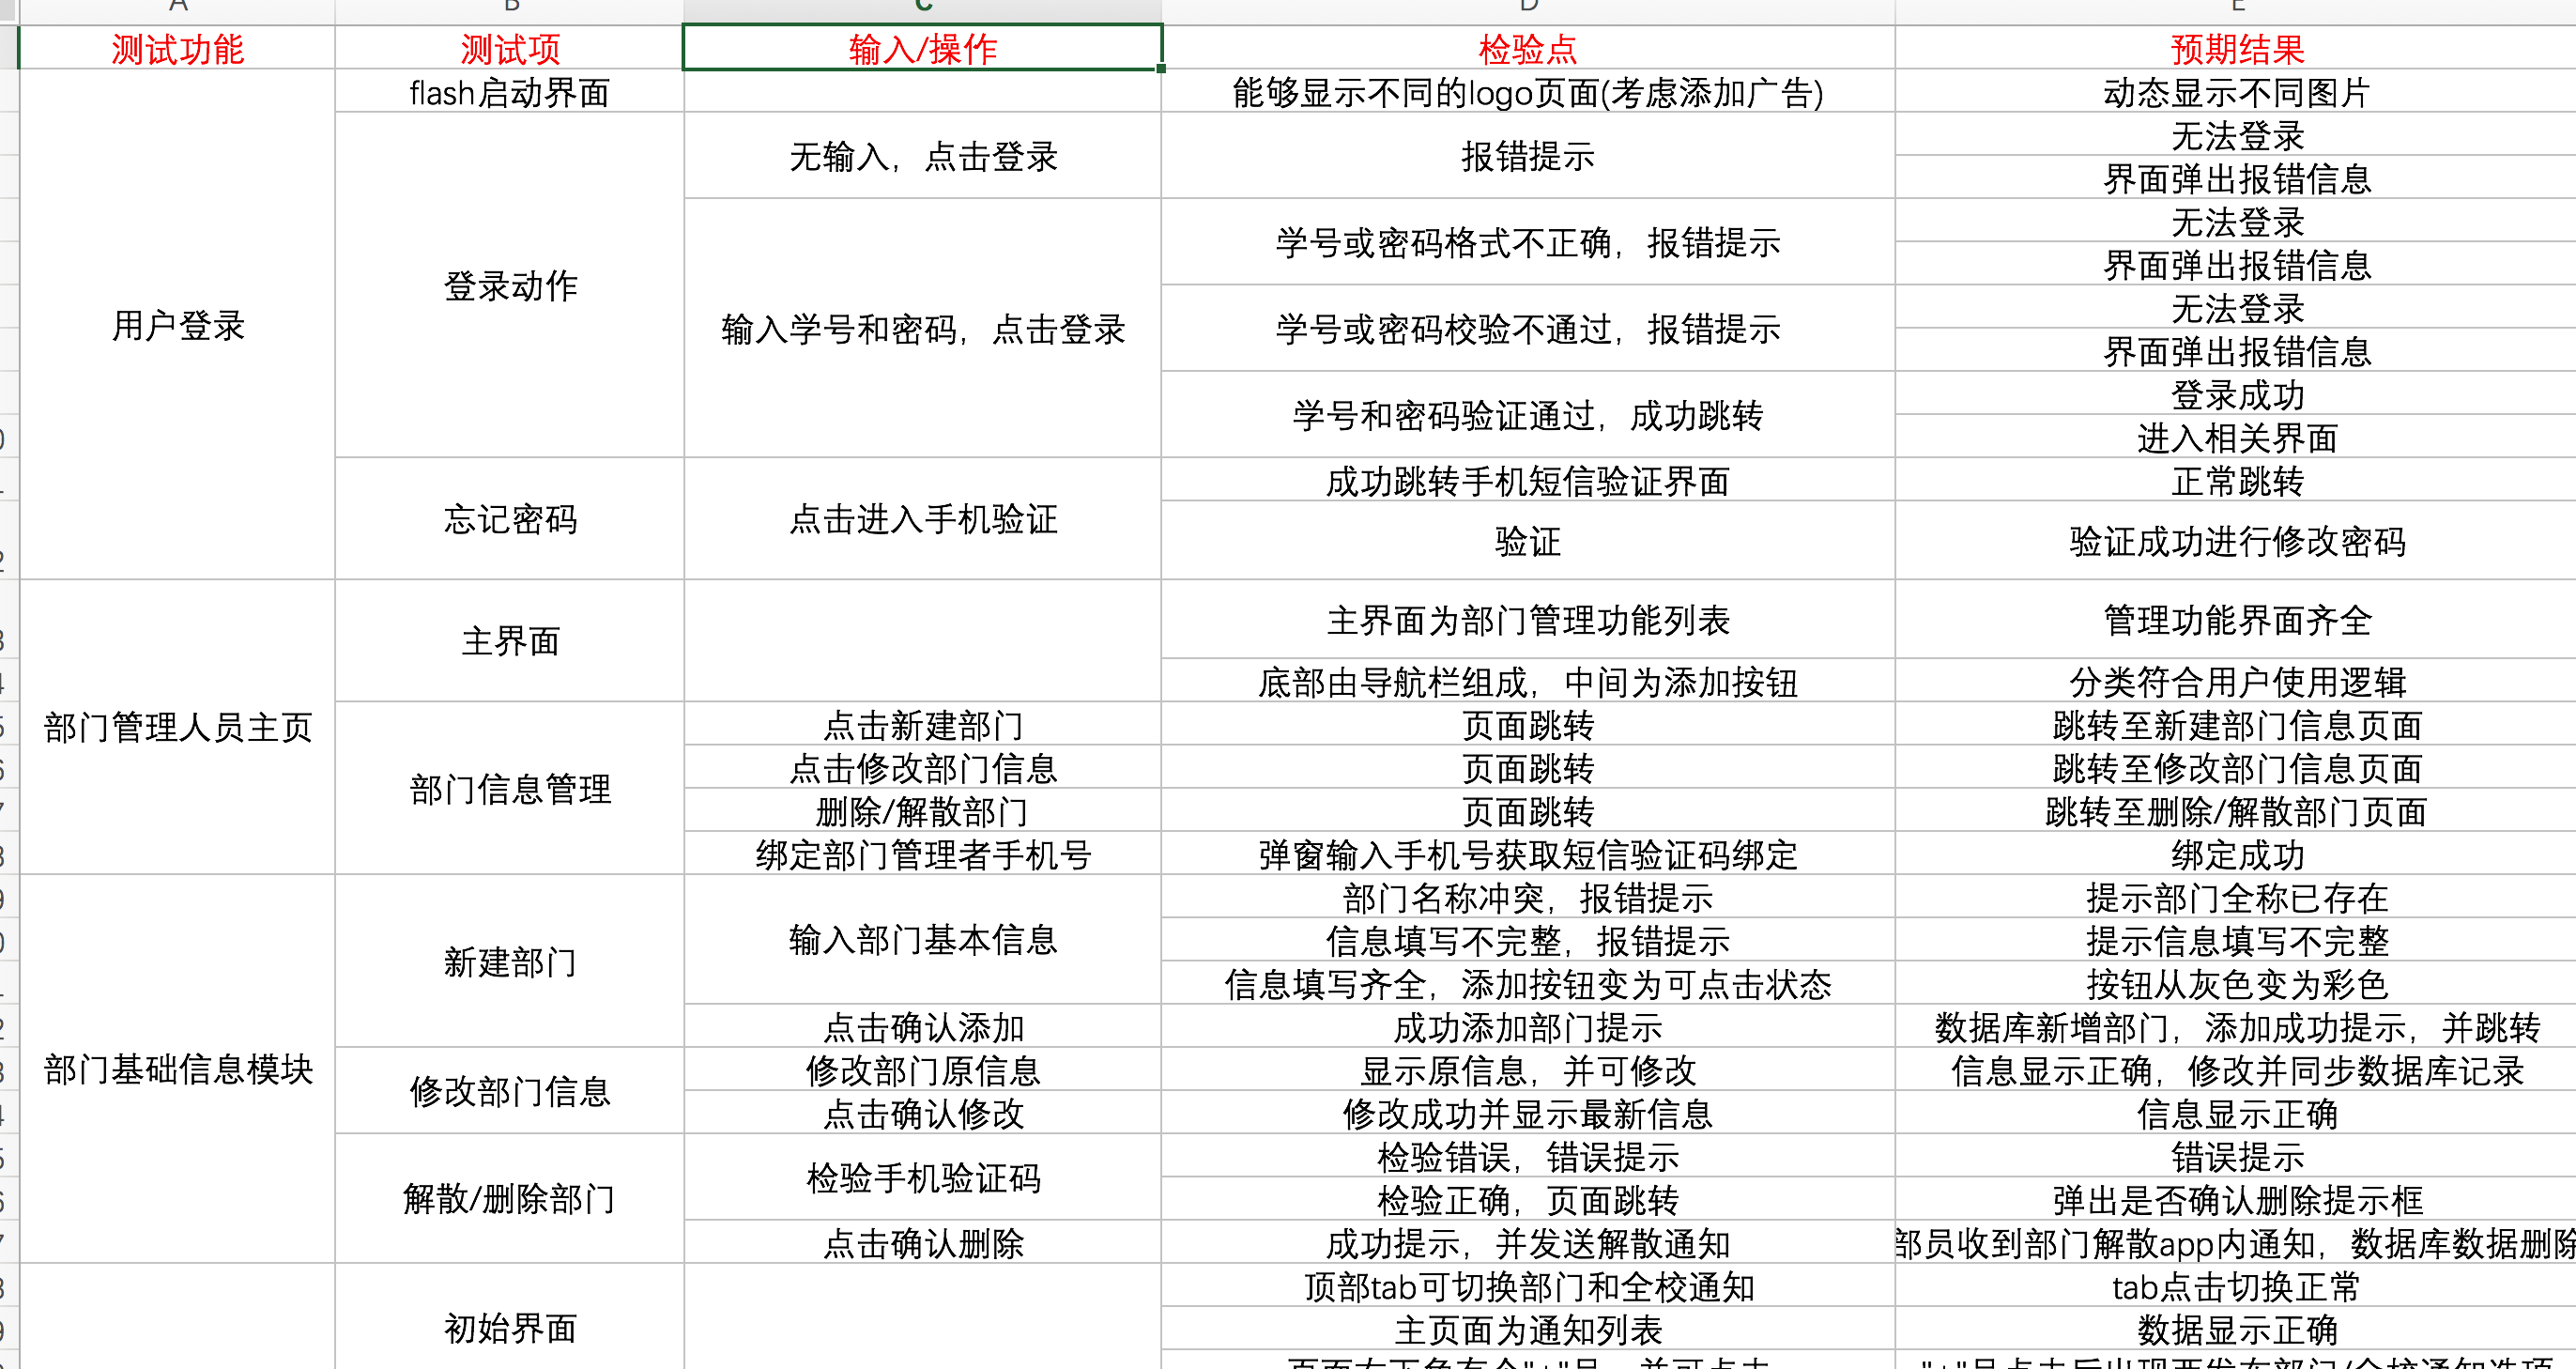 A B C D E
测试功能 测试项 输入/操作 检验点 预期结果
flash启动界面 能够显示不同的logo页面(考虑添加广告) 动态显示不同图片
用户登录
登录动作
无输入，点击登录 报错提示 无法登录
界面弹出报错信息
输入学号和密码，点击登录
学号或密码格式不正确，报错提示 无法登录
界面弹出报错信息
学号或密码校验不通过，报错提示 无法登录
界面弹出报错信息
学号和密码验证通过，成功跳转 登录成功
进入相关界面
忘记密码 点击进入手机验证 成功跳转手机短信验证界面 正常跳转
验证 验证成功进行修改密码
部门管理人员主页
主界面 主界面为部门管理功能列表 管理功能界面齐全
底部由导航栏组成，中间为添加按钮 分类符合用户使用逻辑
部门信息管理
点击新建部门 页面跳转 跳转至新建部门信息页面
点击修改部门信息 页面跳转 跳转至修改部门信息页面
删除/解散部门 页面跳转 跳转至删除/解散部门页面
绑定部门管理者手机号 弹窗输入手机号获取短信验证码绑定 绑定成功
部门基础信息模块
新建部门
输入部门基本信息
部门名称冲突，报错提示 提示部门全称已存在
信息填写不完整，报错提示 提示信息填写不完整
信息填写齐全，添加按钮变为可点击状态 按钮从灰色变为彩色
点击确认添加 成功添加部门提示 数据库新增部门，添加成功提示，并跳转
修改部门信息
修改部门原信息 显示原信息，并可修改 信息显示正确，修改并同步数据库记录
点击确认修改 修改成功并显示最新信息 信息显示正确
解散/删除部门
检验手机验证码 检验错误，错误提示 错误提示
检验正确，页面跳转 弹出是否确认删除提示框
点击确认删除 成功提示，并发送解散通知 部员收到部门解散app内通知，数据库数据删除
初始界面
顶部tab可切换部门和全校通知 tab点击切换正常
主页面为通知列表 数据显示正确